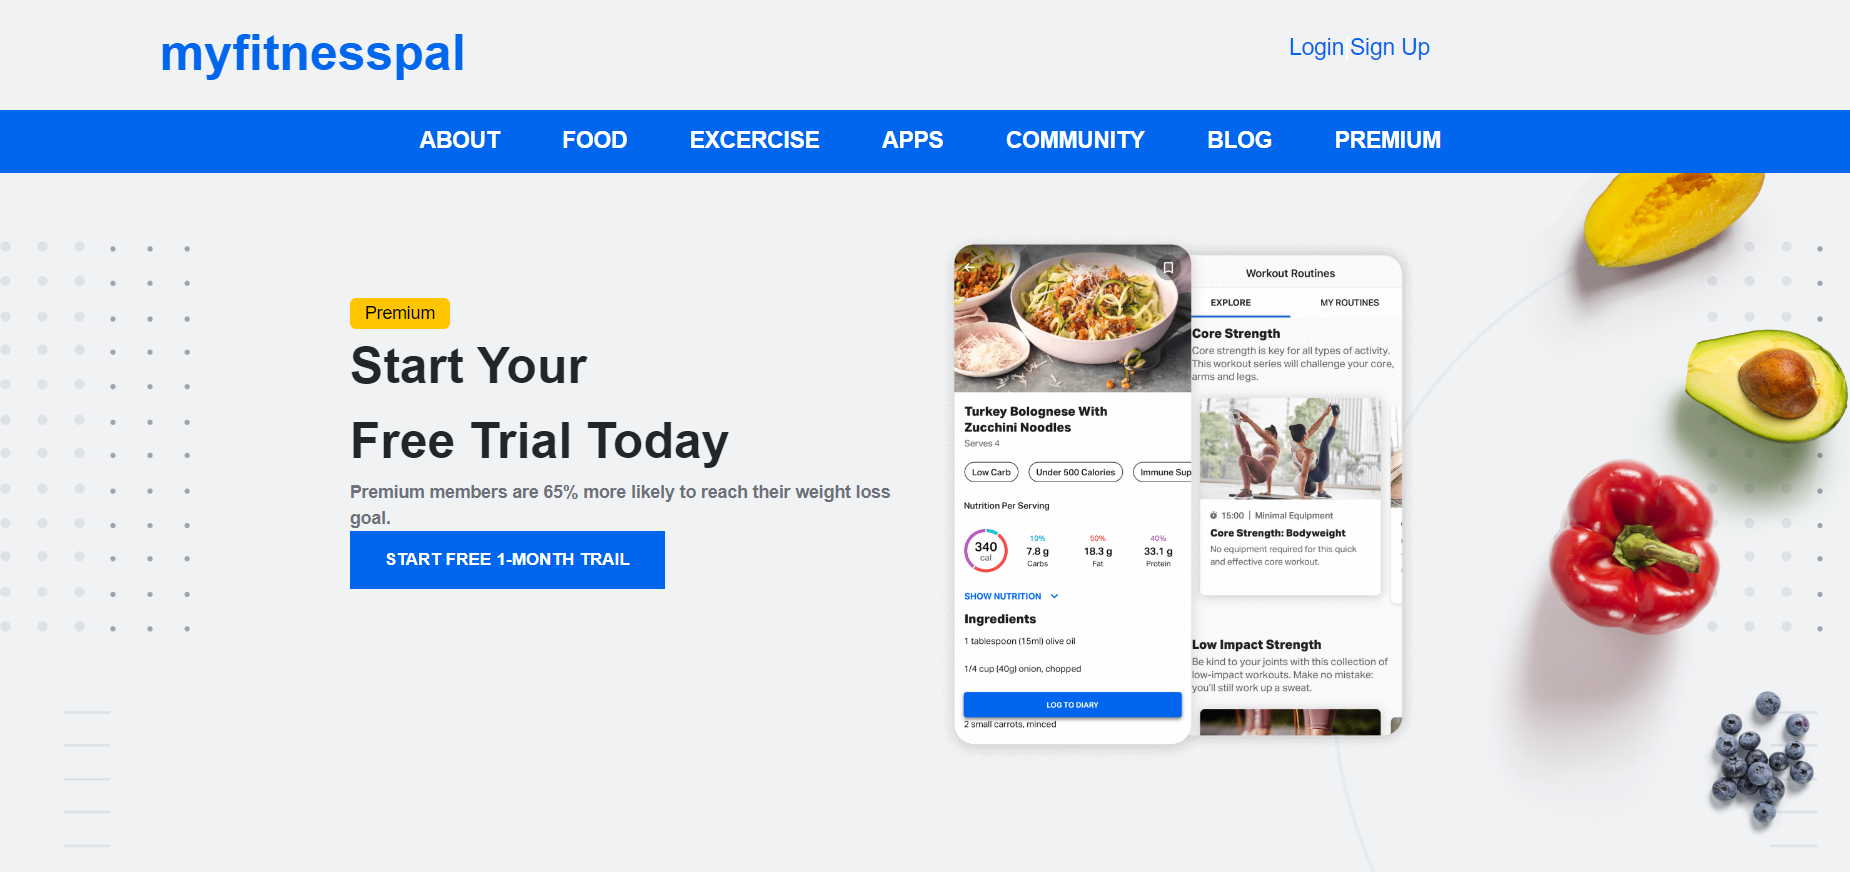 myfitnesspal
Login Sign Up
ABOUT FOOD EXCERCISE APPS COMMUNITY BLOG PREMIUM
Premium
Start Your
Free Trial Today
Premium members are 65% more likely to reach their weight loss
goal.
START FREE 1-MONTH TRAIL
Turkey Bolognese With
Zucchini Noodles
Serves 4
Low Carb Under 500 Calories Immune Sup
Nutrition Per Serving
340
cal
10% 50% 40%
7.8 g 18.3 g 33.1 g
Carbs Fat Protein
SHOW NUTRITION
Ingredients
1 tablespoon (15ml) olive oil
1/4 cup (40g) onion, chopped
LOG TO DIARY
2 small carrots, minced
Workout Routines
EXPLORE MY ROUTINES
Core Strength
Core strength is key for all types of activity.
This workout series will challenge your core,
arms and legs.
15:00 | Minimal Equipment
Core Strength: Bodyweight
No equipment required for this quick
and effective core workout.
Low Impact Strength
Be kind to your joints with this collection of
low-impact workouts. Make no mistake:
you'll still work up a sweat.